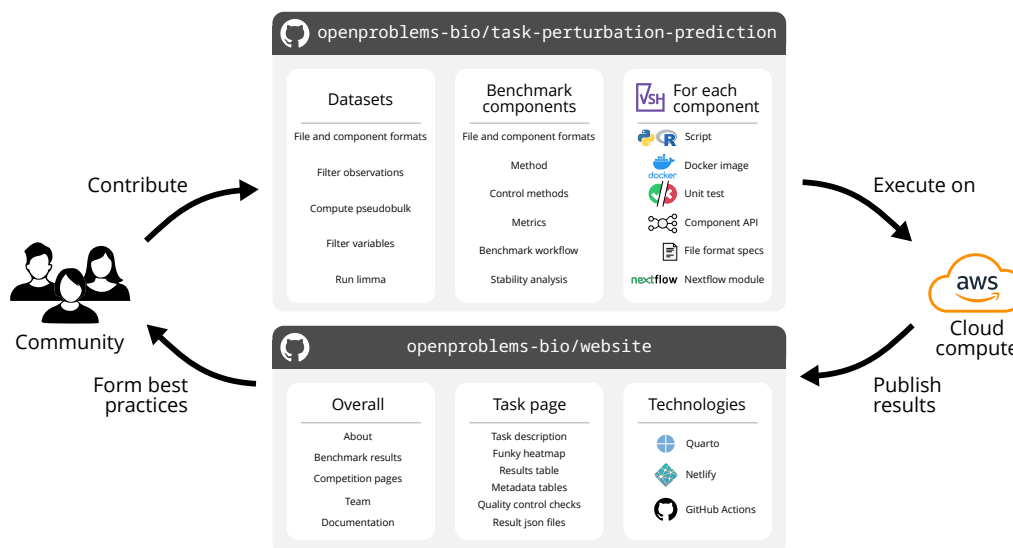 openproblems-bio/task-perturbation-prediction
Datasets
File and component formats
Filter observations
Compute pseudobulk
Filter variables
Run limma
Benchmark
components
File and component formats
Method
Control methods
Metrics
Benchmark workflow
Stability analysis
VSH
For each
component
R
Script
docker
Docker image
Unit test
Component API
File format specs
nextflow
Nextflow module
Contribute
Community
Form best
practices
Execute on
aws
Cloud
compute
Publish
results
openproblems-bio/website
Overall
About
Benchmark results
Competition pages
Team
Documentation
Task page
Task description
Funky heatmap
Results table
Metadata tables
Quality control checks
Result json files
Technologies
Quarto
Netlify
GitHub Actions